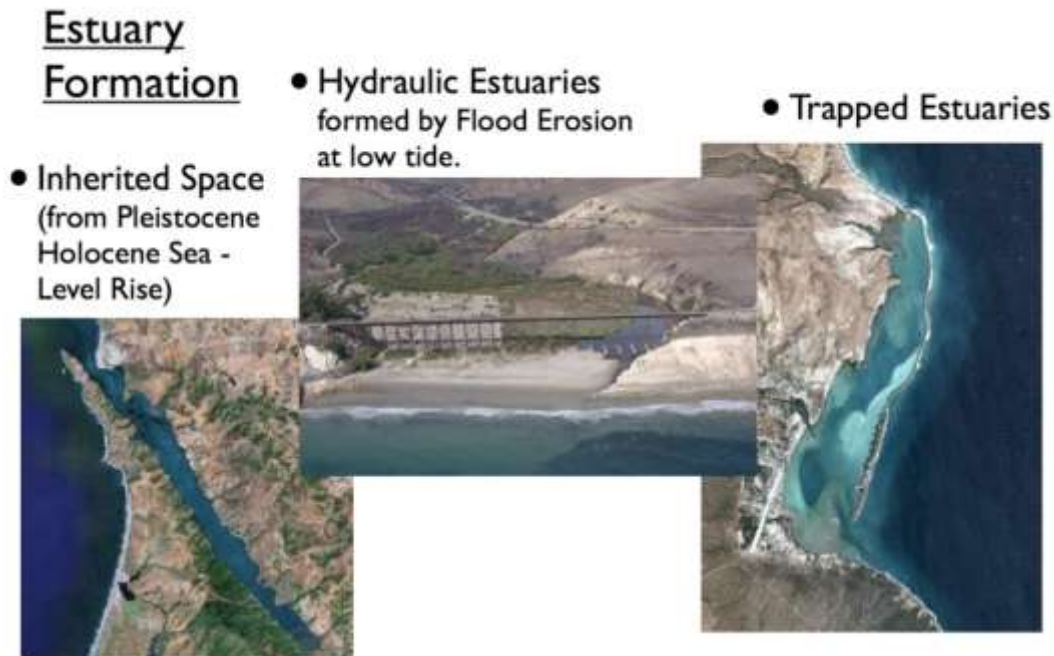 Estuary
Formation
• Hydraulic Estuaries
formed by Flood Erosion
at low tide.
• Trapped Estuaries
• Inherited Space
(from Pleistocene
Holocene Sea -
Level Rise)